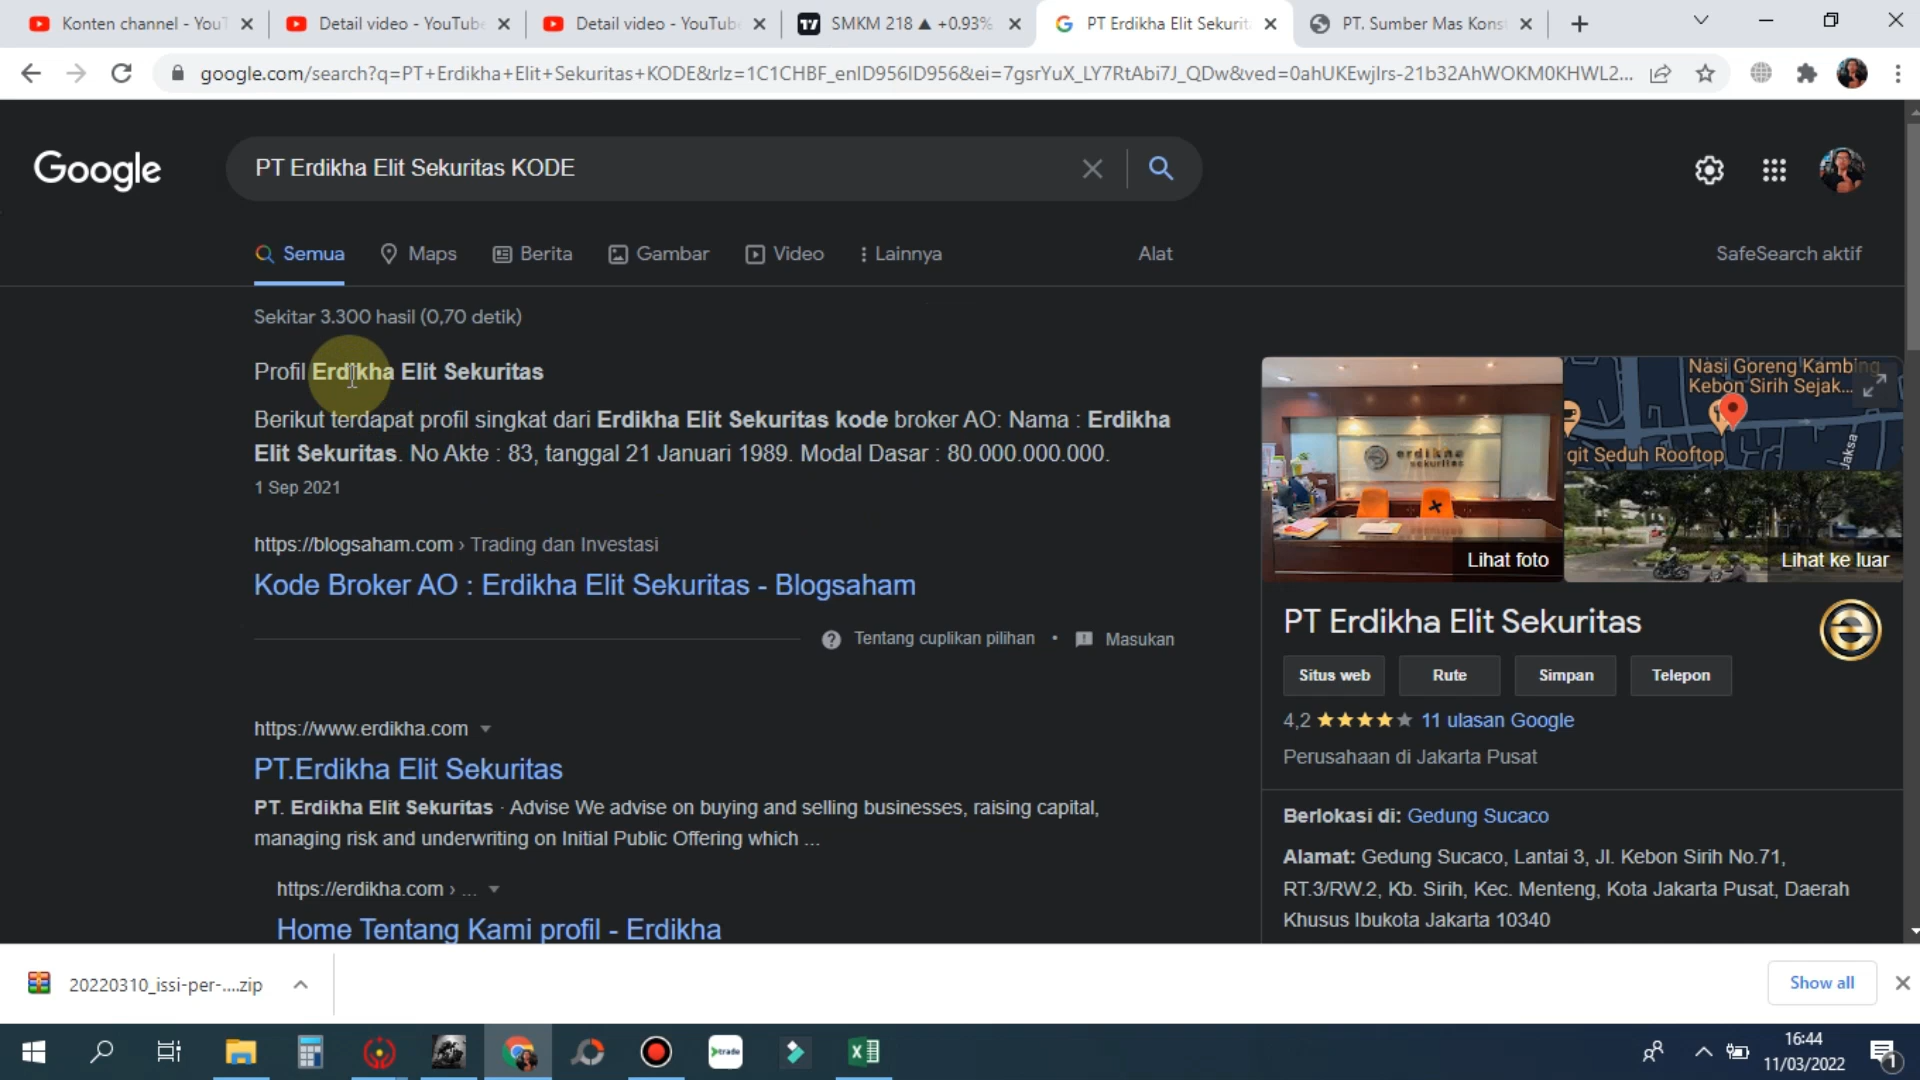 Konten channel - YouT
Detail video - YouTube
Detail video - YouTube
SMKM 218 ▲ +0.93%
PT Erdikha Elit Sekurit
PT. Sumber Mas Kons
google.com/search?q=PT+Erdikha+Elit+Sekuritas+KODE&rlz=1C1CHBF_enID956ID956&ei=7gsrYuX_LY7RtAbi7J_QDw&ved=0ahUKEwjlrs-21b32AhWOKM0KHWL2...
Google
PT Erdikha Elit Sekuritas KODE
Semua
Maps
Berita
Gambar
Video
Lainnya
Alat
SafeSearch aktif
Sekitar 3.300 hasil (0,70 detik)
Profil Erdikha Elit Sekuritas
Berikut terdapat profil singkat dari Erdikha Elit Sekuritas kode broker AO: Nama : Erdikha
Elit Sekuritas. No Akte : 83, tanggal 21 Januari 1989. Modal Dasar : 80.000.000.000.
1 Sep 2021
https://blogsaham.com › Trading dan Investasi
Kode Broker AO : Erdikha Elit Sekuritas - Blogsaham
Tentang cuplikan pilihan • Masukan
https://www.erdikha.com
PT.Erdikha Elit Sekuritas
PT. Erdikha Elit Sekuritas · Advise We advise on buying and selling businesses, raising capital,
managing risk and underwriting on Initial Public Offering which ...
https://erdikha.com › ...
Home Tentang Kami profil - Erdikha
erdikha
sekuritas
Lihat foto
Nasi Goreng Kambing
Kebon Sirih Sejak...
git Seduh Rooftop
Jaksa
Lihat ke luar
PT Erdikha Elit Sekuritas
Situs web
Rute
Simpan
Telepon
4,2 ★★★★★ 11 ulasan Google
Perusahaan di Jakarta Pusat
Berlokasi di: Gedung Sucaco
Alamat: Gedung Sucaco, Lantai 3, Jl. Kebon Sirih No.71,
RT.3/RW.2, Kb. Sirih, Kec. Menteng, Kota Jakarta Pusat, Daerah
Khusus Ibukota Jakarta 10340
20220310_issi-per-....zip
Show all
trade
16:44
11/03/2022
1